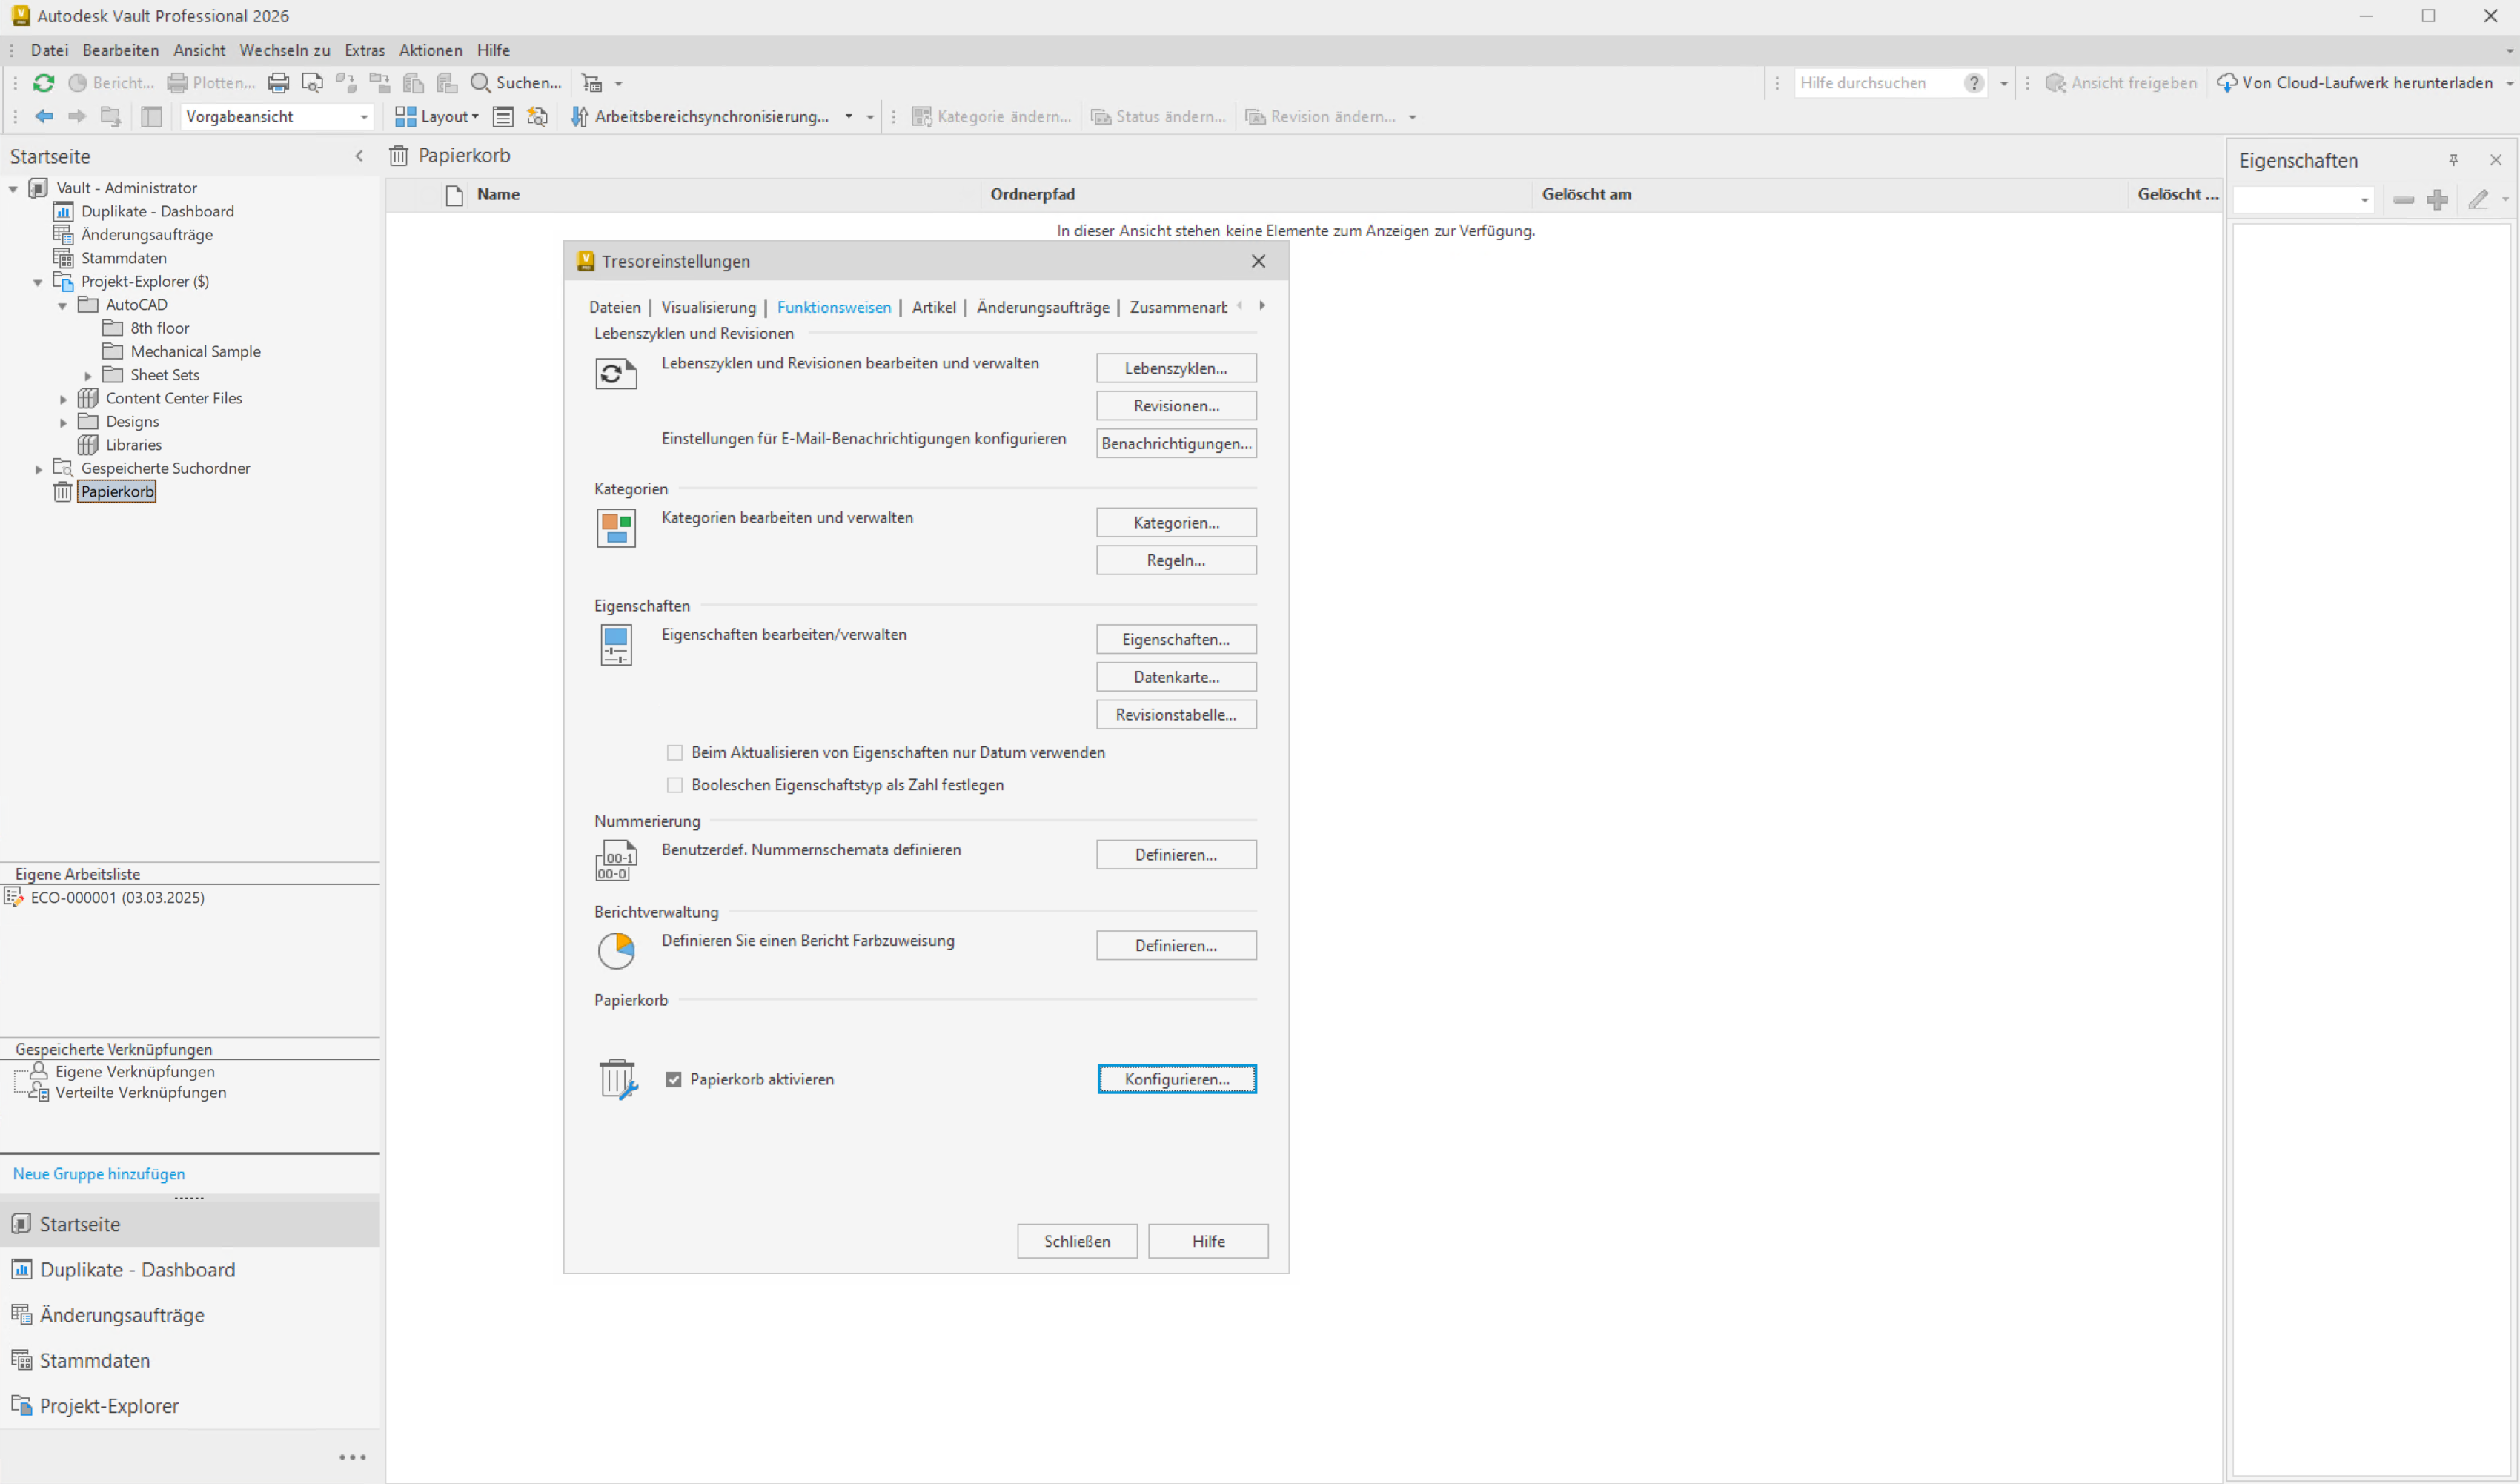 Autodesk Vault Professional 2026
Datei Bearbeiten Ansicht Wechseln zu Extras Aktionen Hilfe
Bericht... Plotten... Suchen... Hilfe durchsuchen Ansicht freigeben Von Cloud-Laufwerk herunterladen
Vorgabeansicht Layout Arbeitsbereichsynchronisierung... Kategorie ändern... Status ändern... Revision ändern...
Startseite
Vault - Administrator
Duplikate - Dashboard
Änderungsaufträge
Stammdaten
Projekt-Explorer ($)
AutoCAD
8th floor
Mechanical Sample
Sheet Sets
Content Center Files
Designs
Libraries
Gespeicherte Suchordner
Papierkorb
Eigene Arbeitsliste
ECO-000001 (03.03.2025)
Gespeicherte Verknüpfungen
Eigene Verknüpfungen
Verteilte Verknüpfungen
Neue Gruppe hinzufügen
Startseite
Duplikate - Dashboard
Änderungsaufträge
Stammdaten
Projekt-Explorer
Papierkorb
Name Ordnerpfad Gelöscht am Gelöscht ...
In dieser Ansicht stehen keine Elemente zum Anzeigen zur Verfügung.
Tresoreinstellungen
Dateien | Visualisierung | Funktionsweisen | Artikel | Änderungsaufträge | Zusammenarb
Lebenszyklen und Revisionen
Lebenszyklen und Revisionen bearbeiten und verwalten
Lebenszyklen...
Revisionen...
Einstellungen für E-Mail-Benachrichtigungen konfigurieren
Benachrichtigungen...
Kategorien
Kategorien bearbeiten und verwalten
Kategorien...
Regeln...
Eigenschaften
Eigenschaften bearbeiten/verwalten
Eigenschaften...
Datenkarte...
Revisionstabelle...
Beim Aktualisieren von Eigenschaften nur Datum verwenden
Booleschen Eigenschaftstyp als Zahl festlegen
Nummerierung
00-1
00-0
Benutzerdef. Nummernschemata definieren
Definieren...
Berichtverwaltung
Definieren Sie einen Bericht Farbzuweisung
Definieren...
Papierkorb
Papierkorb aktivieren
Konfigurieren...
Schließen
Hilfe
Eigenschaften